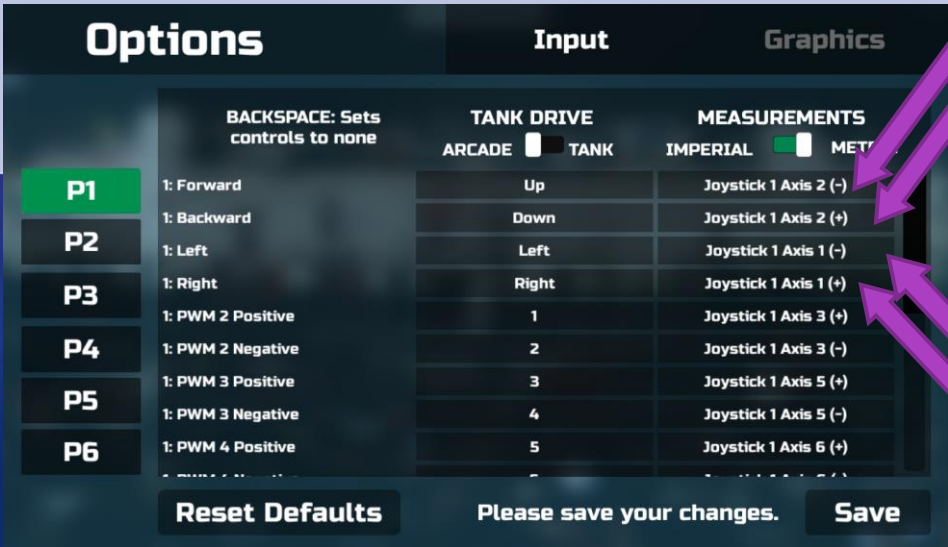 Options
Input
Graphics
BACKSPACE: Sets
controls to none
TANK DRIVE
ARCADE TANK
MEASUREMENTS
IMPERIAL
P1
P2
P3
P4
P5
P6
1: Forward Up Joystick 1 Axis 2 (-)
1: Backward Down Joystick 1 Axis 2 (+)
1: Left Left Joystick 1 Axis 1 (-)
1: Right Right Joystick 1 Axis 1 (+)
1: PWM 2 Positive 1 Joystick 1 Axis 3 (+)
1: PWM 2 Negative 2 Joystick 1 Axis 3 (-)
1: PWM 3 Positive 3 Joystick 1 Axis 5 (+)
1: PWM 3 Negative 4 Joystick 1 Axis 5 (-)
1: PWM 4 Positive 5 Joystick 1 Axis 6 (+)
Reset Defaults
Please save your changes.
Save